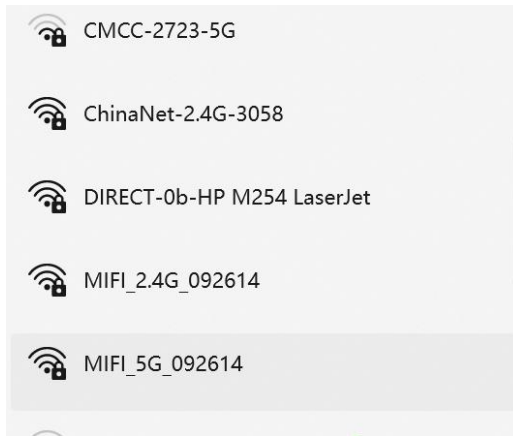 CMCC-2723-5G
ChinaNet-2.4G-3058
DIRECT-0b-HP M254 LaserJet
MIFI_2.4G_092614
MIFI_5G_092614